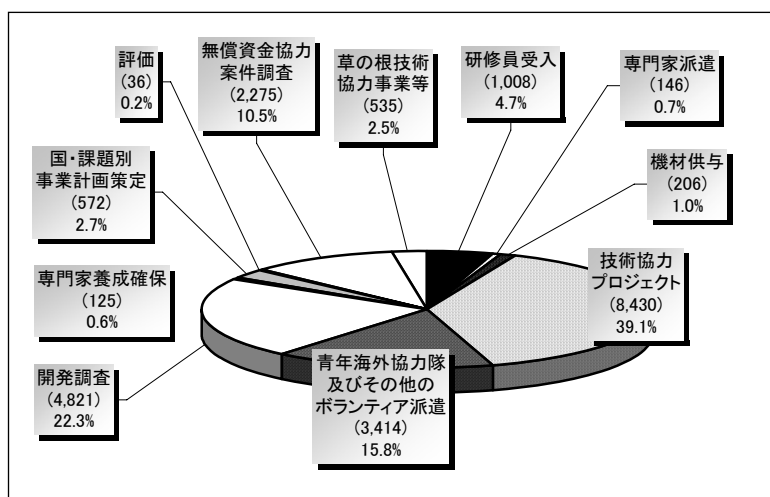 評価
(36)
0.2%
無償資金協力
案件調査
(2,275)
10.5%
草の根技術
協力事業等
(535)
2.5%
研修員受入
(1,008)
4.7%
専門家派遣
(146)
0.7%
国・課題別
事業計画策定
(572)
2.7%
機材供与
(206)
1.0%
専門家養成確保
(125)
0.6%
技術協力
プロジェクト
(8,430)
39.1%
開発調査
(4,821)
22.3%
青年海外協力隊
及びその他の
ボランティア派遣
(3,414)
15.8%